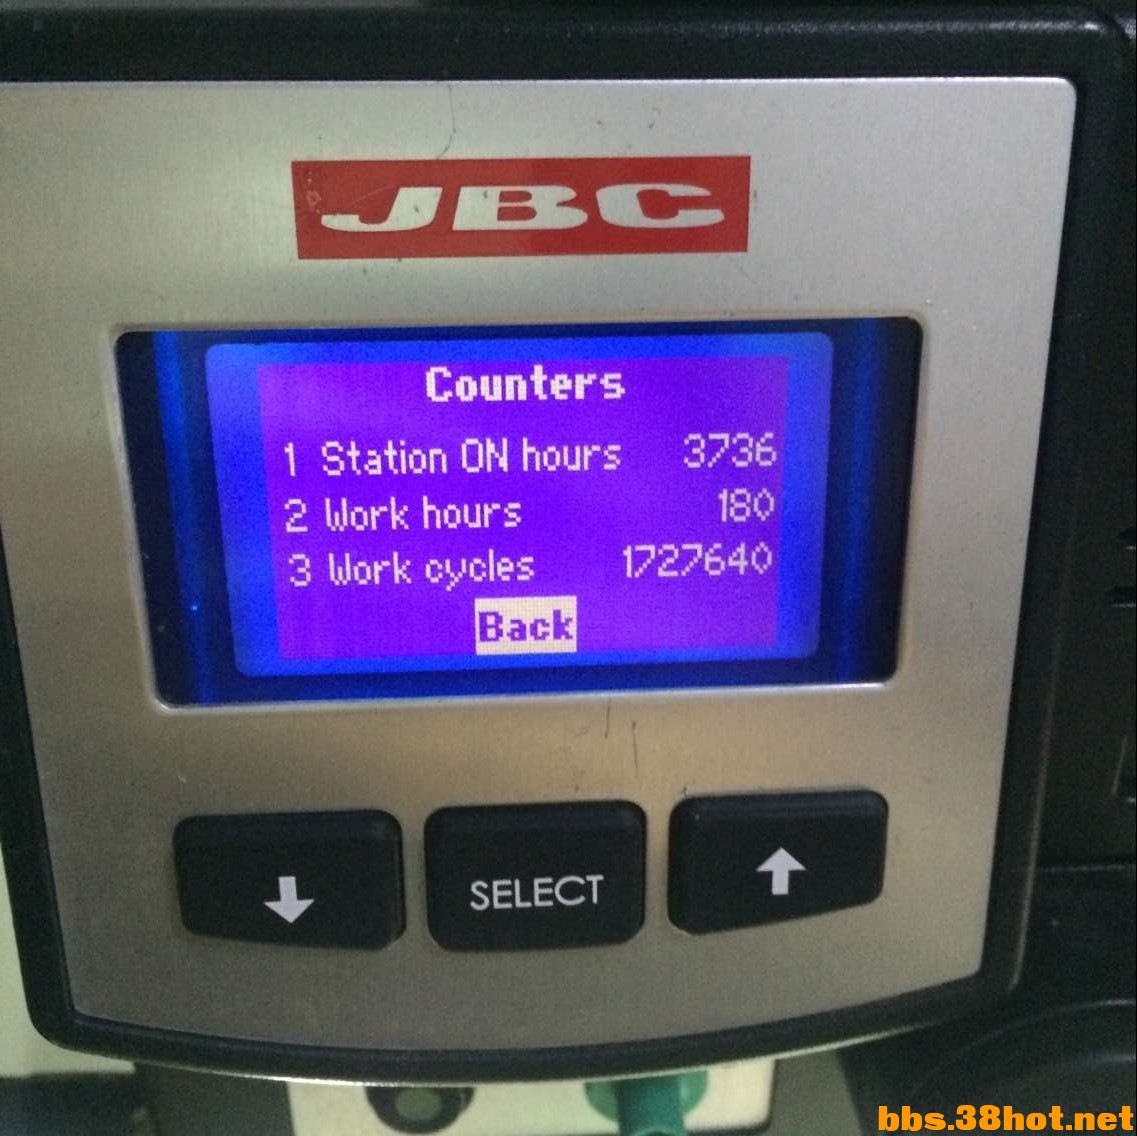 JBC
Counters
1 Station ON hours 3736
2 Work hours 180
3 Work cycles 1727640
Back
SELECT
bbs.38hot.net